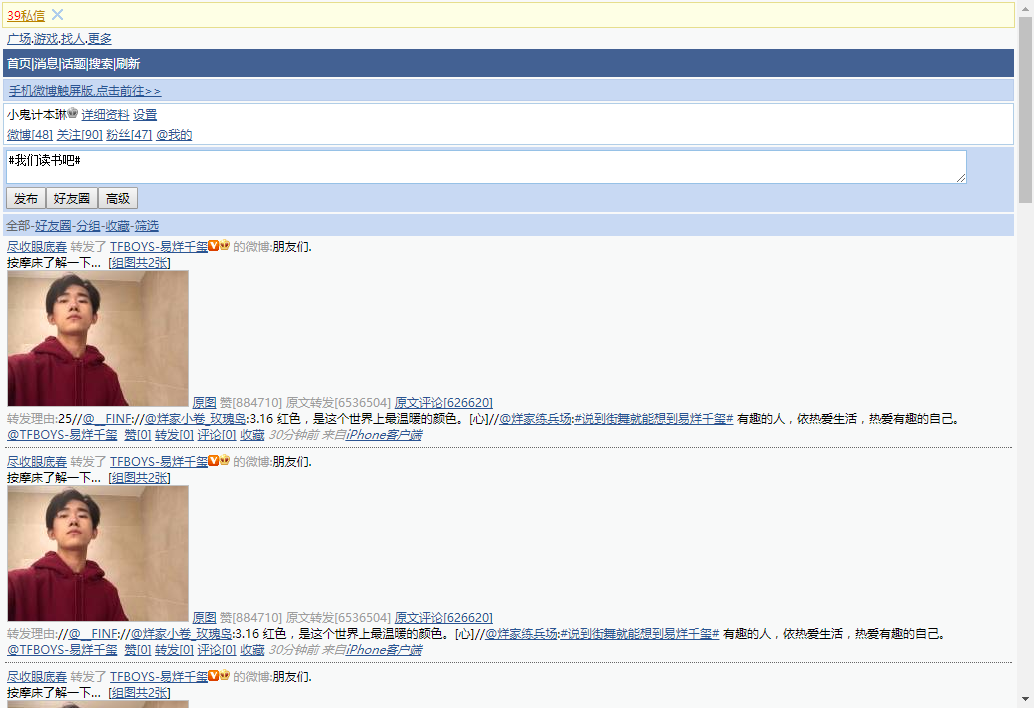 39私信
广场.游戏.找人.更多
首页|消息|话题|搜索|刷新
手机微博触屏版,点击前往>>
小鬼计本琳 详细资料 设置
微博[48] 关注[90] 粉丝[47] @我的
#我们读书吧#
发布 好友圈 高级
全部-好友圈-分组-收藏-筛选
尽收眼底春 转发了 TFBOYS-易烊千玺 的微博:朋友们.
按摩床了解一下... [组图共2张]
原图 赞[884710] 原文转发[6536504] 原文评论[626620]
转发理由:25//@__FINF://@烊家小卷_玫瑰岛:3.16 红色，是这个世界上最温暖的颜色。[心]//@烊家练兵场:#说到街舞就能想到易烊千玺# 有趣的人，依热爱生活，热爱有趣的自己。
@TFBOYS-易烊千玺 赞[0] 转发[0] 评论[0] 收藏 30分钟前 来自iPhone客户端
尽收眼底春 转发了 TFBOYS-易烊千玺 的微博:朋友们.
按摩床了解一下... [组图共2张]
原图 赞[884710] 原文转发[6536504] 原文评论[626620]
转发理由://@__FINF://@烊家小卷_玫瑰岛:3.16 红色，是这个世界上最温暖的颜色。[心]//@烊家练兵场:#说到街舞就能想到易烊千玺# 有趣的人，依热爱生活，热爱有趣的自己。
@TFBOYS-易烊千玺 赞[0] 转发[0] 评论[0] 收藏 30分钟前 来自iPhone客户端
尽收眼底春 转发了 TFBOYS-易烊千玺 的微博:朋友们.
按摩床了解一下... [组图共2张]